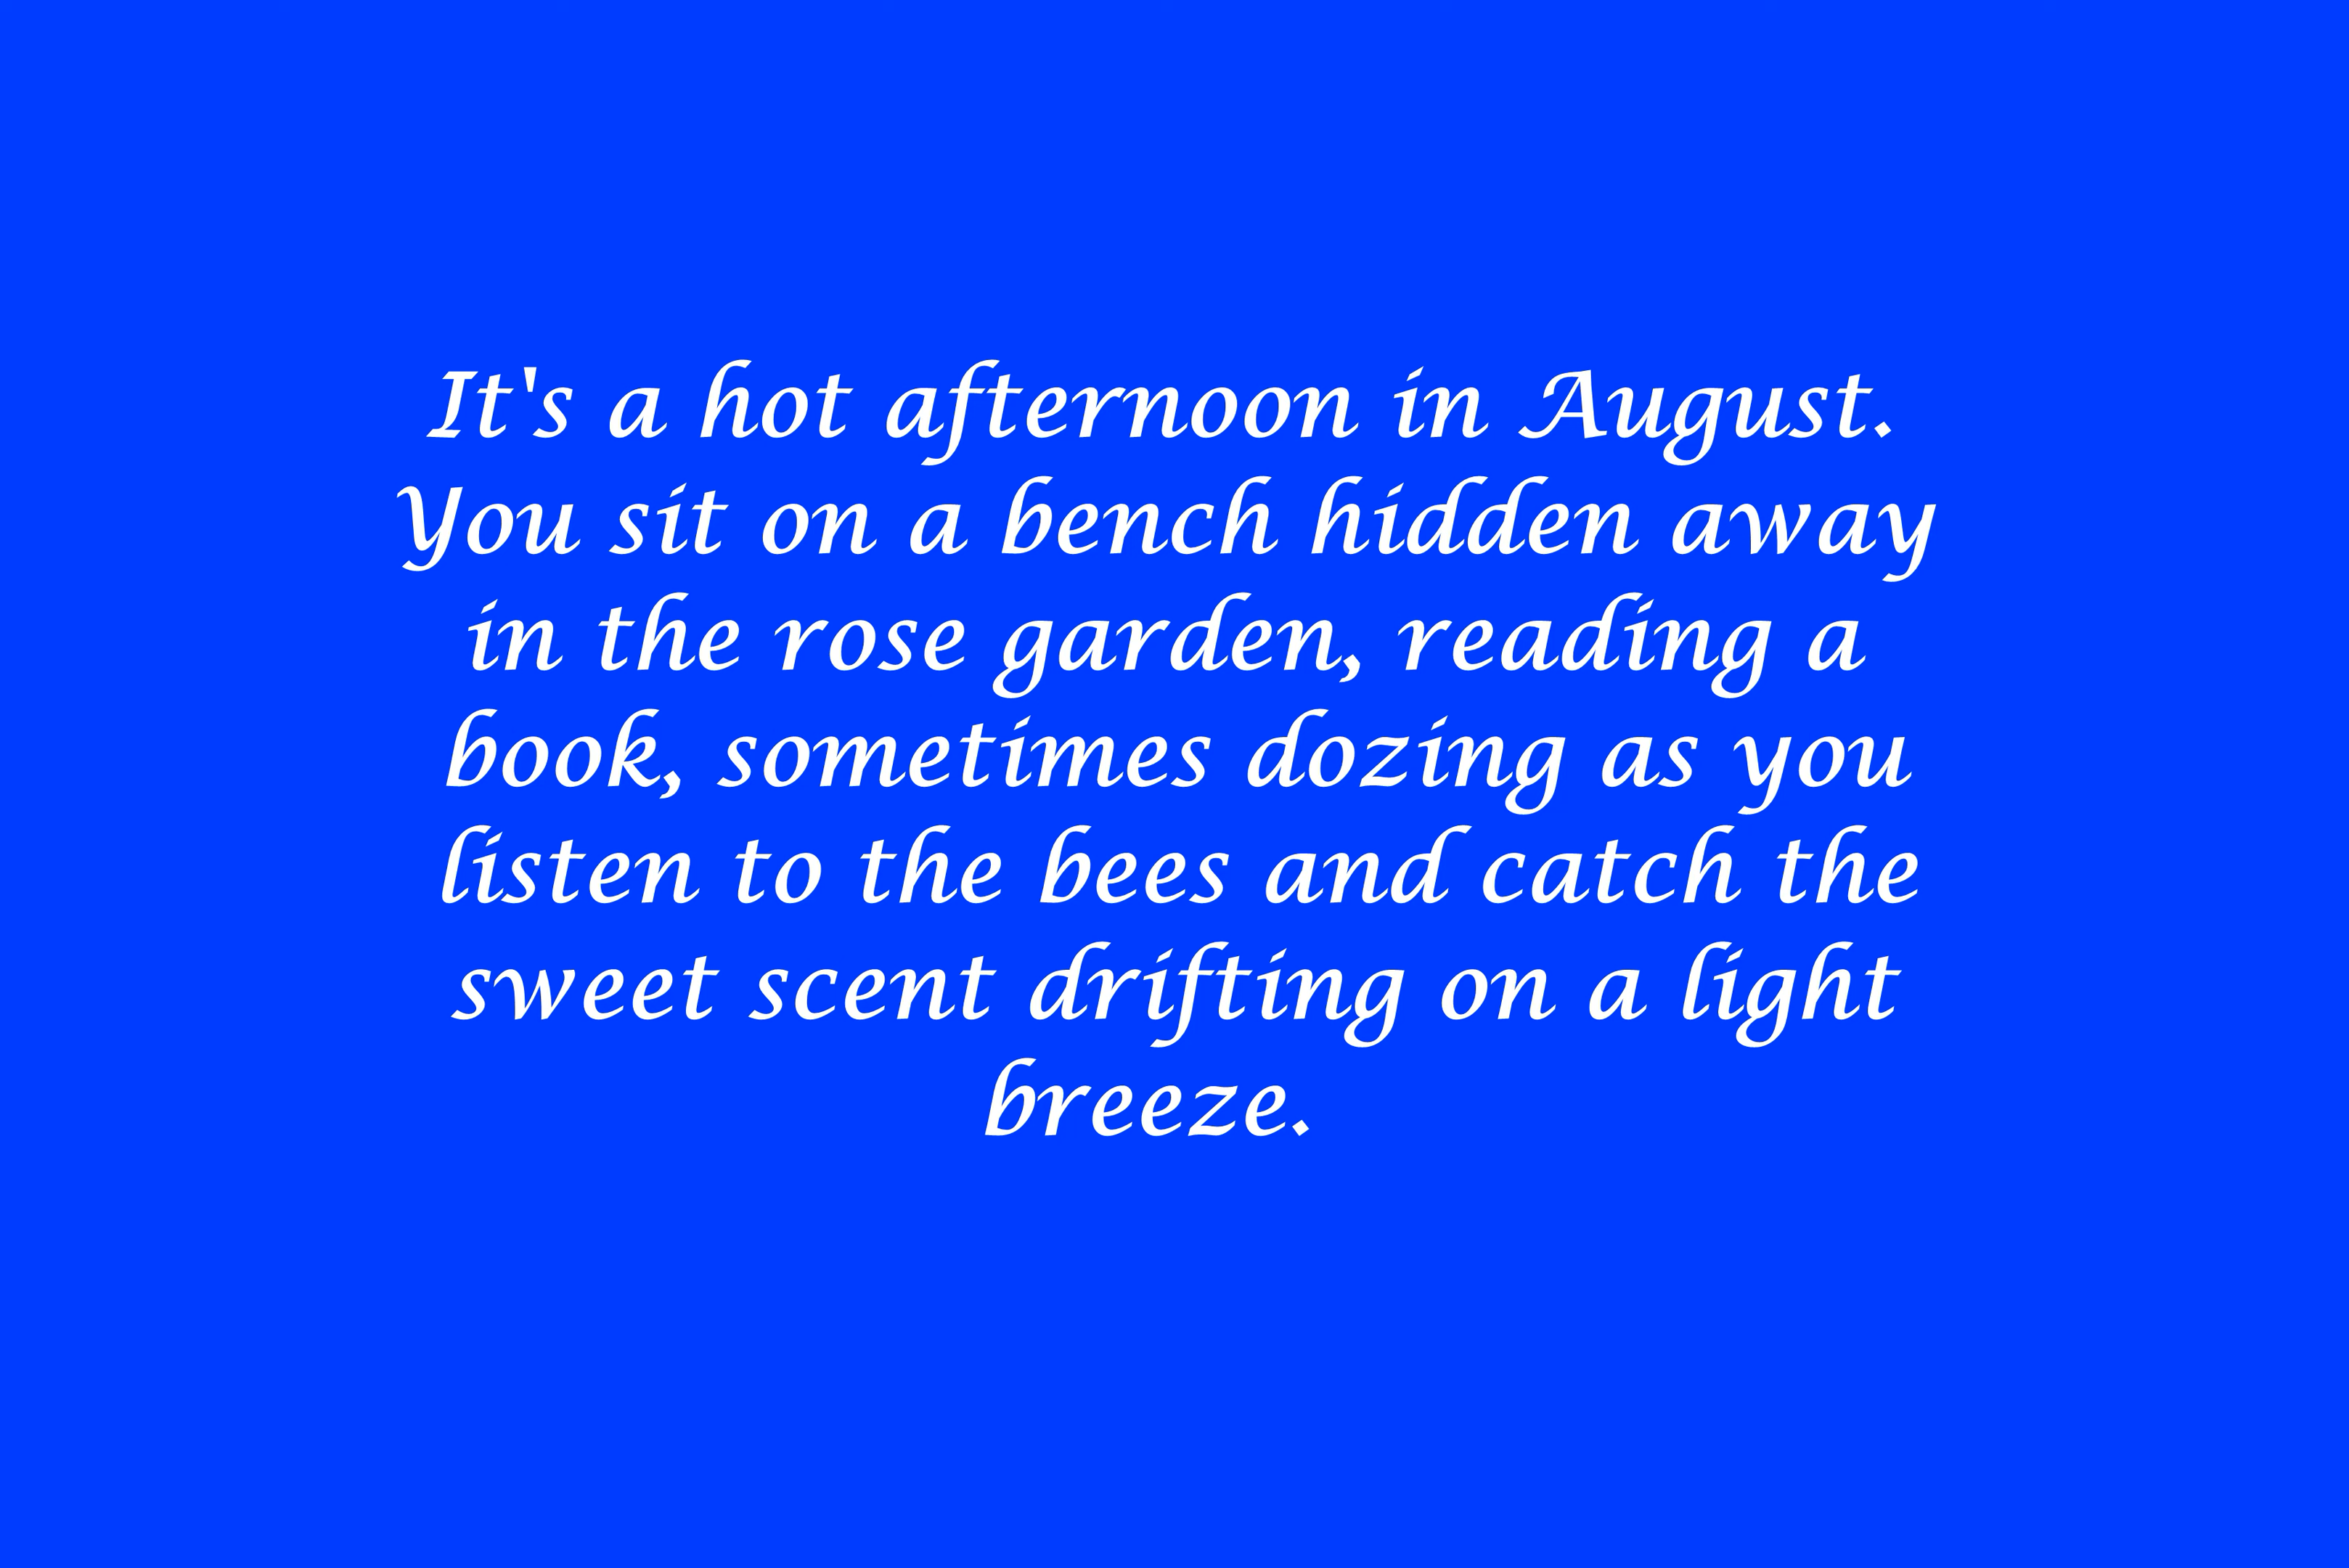 It's a hot afternoon in August.
You sit on a bench hidden away
in the rose garden, reading a
book, sometimes dozing as you
listen to the bees and catch the
sweet scent drifting on a light
breeze.